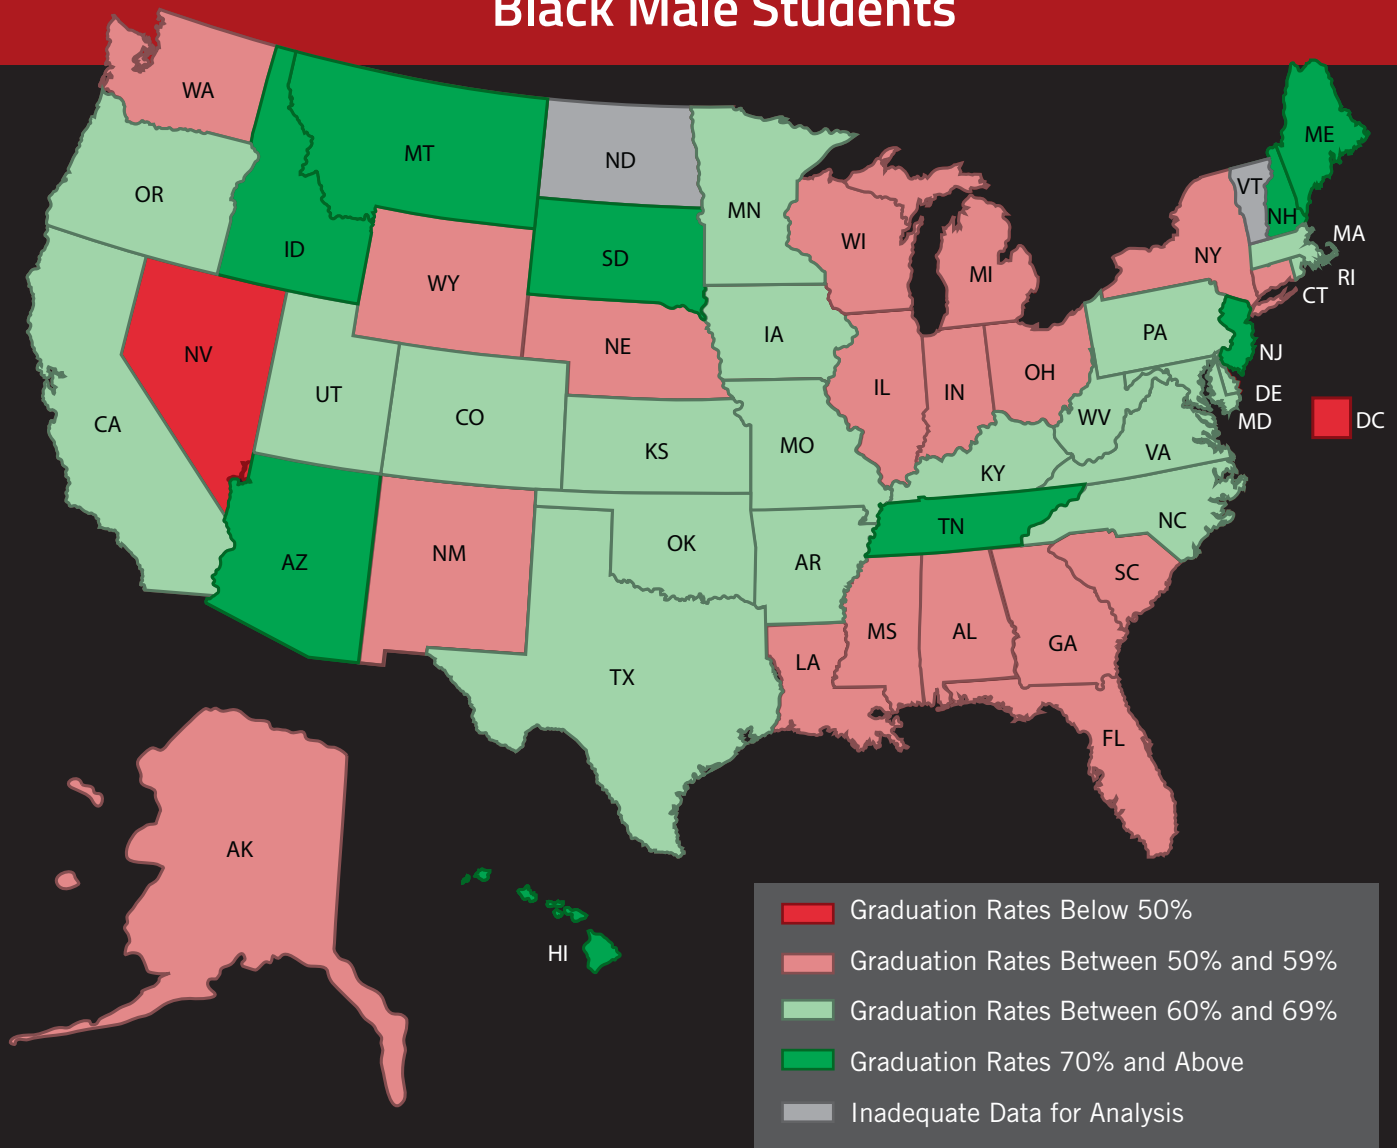 Black Male Students
WA
MT
ND
ME
OR
MN
VT
NH
ID
SD
WI
MA
NY
MI
RI
WY
CT
NV
NE
IA
PA
NJ
UT
IL
IN
OH
DE
CA
CO
WV
MD
DC
KS
MO
VA
KY
AZ
NM
OK
AR
TN
NC
SC
MS
AL
GA
LA
TX
FL
AK
HI
Graduation Rates Below 50%
Graduation Rates Between 50% and 59%
Graduation Rates Between 60% and 69%
Graduation Rates 70% and Above
Inadequate Data for Analysis